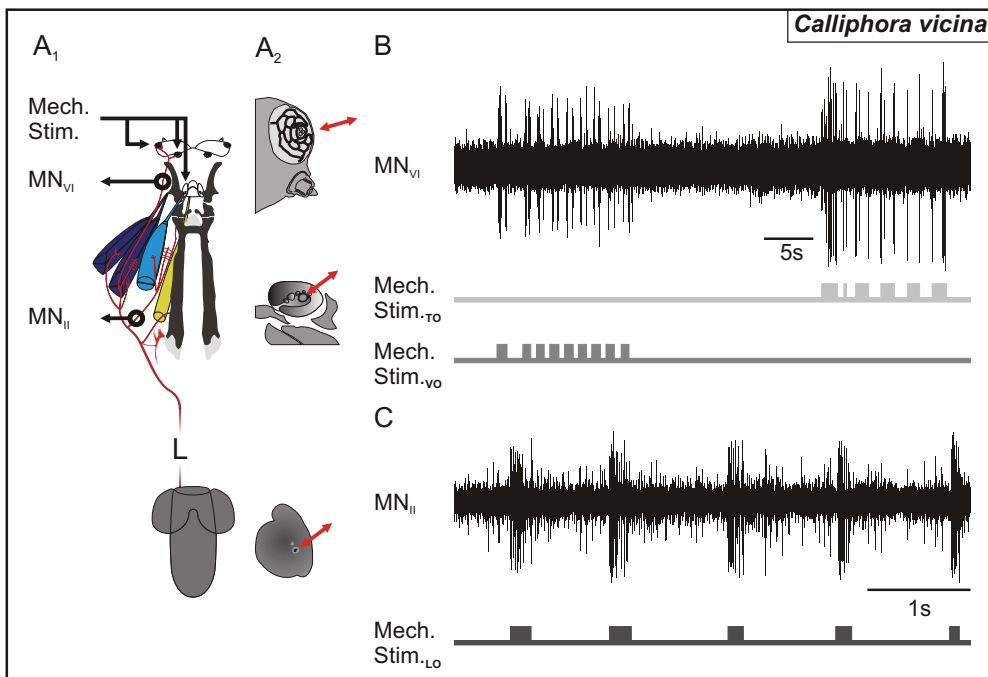 Calliphora vicina
A1
A2
B
Mech.
Stim.
MNVI
MNII
L
MNVI
5s
Mech.
Stim.TO
Mech.
Stim.VO
C
MNII
1s
Mech.
Stim.LO